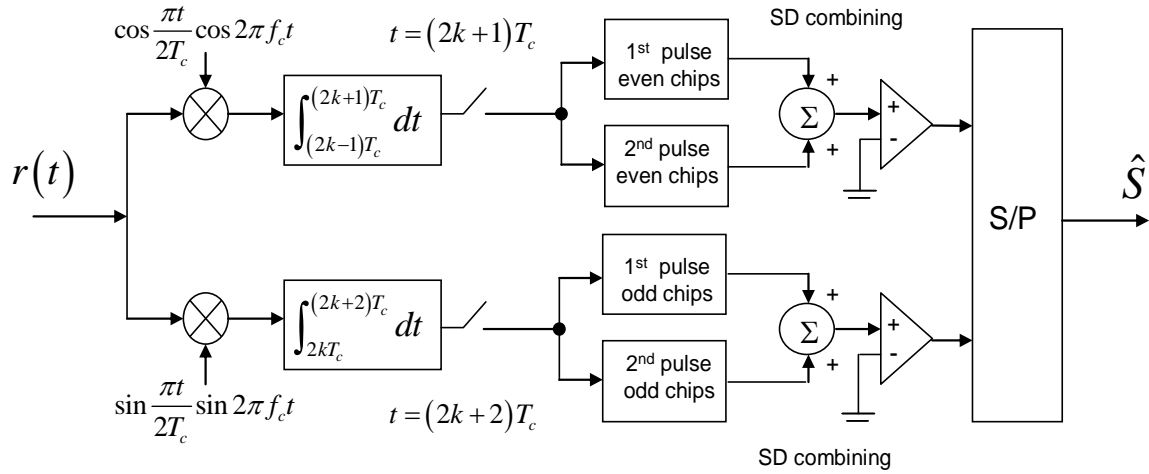 SD combining
cos πt/2T_c cos 2πf_c t
t = (2k+1)T_c
1st pulse
even chips
∫_{(2k-1)T_c}^{(2k+1)T_c} dt
+
Σ
+
+
-
2nd pulse
even chips
r(t)
S/P
Ŝ
1st pulse
odd chips
∫_{2kT_c}^{(2k+2)T_c} dt
+
Σ
+
+
-
2nd pulse
odd chips
sin πt/2T_c sin 2πf_c t
t = (2k+2)T_c
SD combining